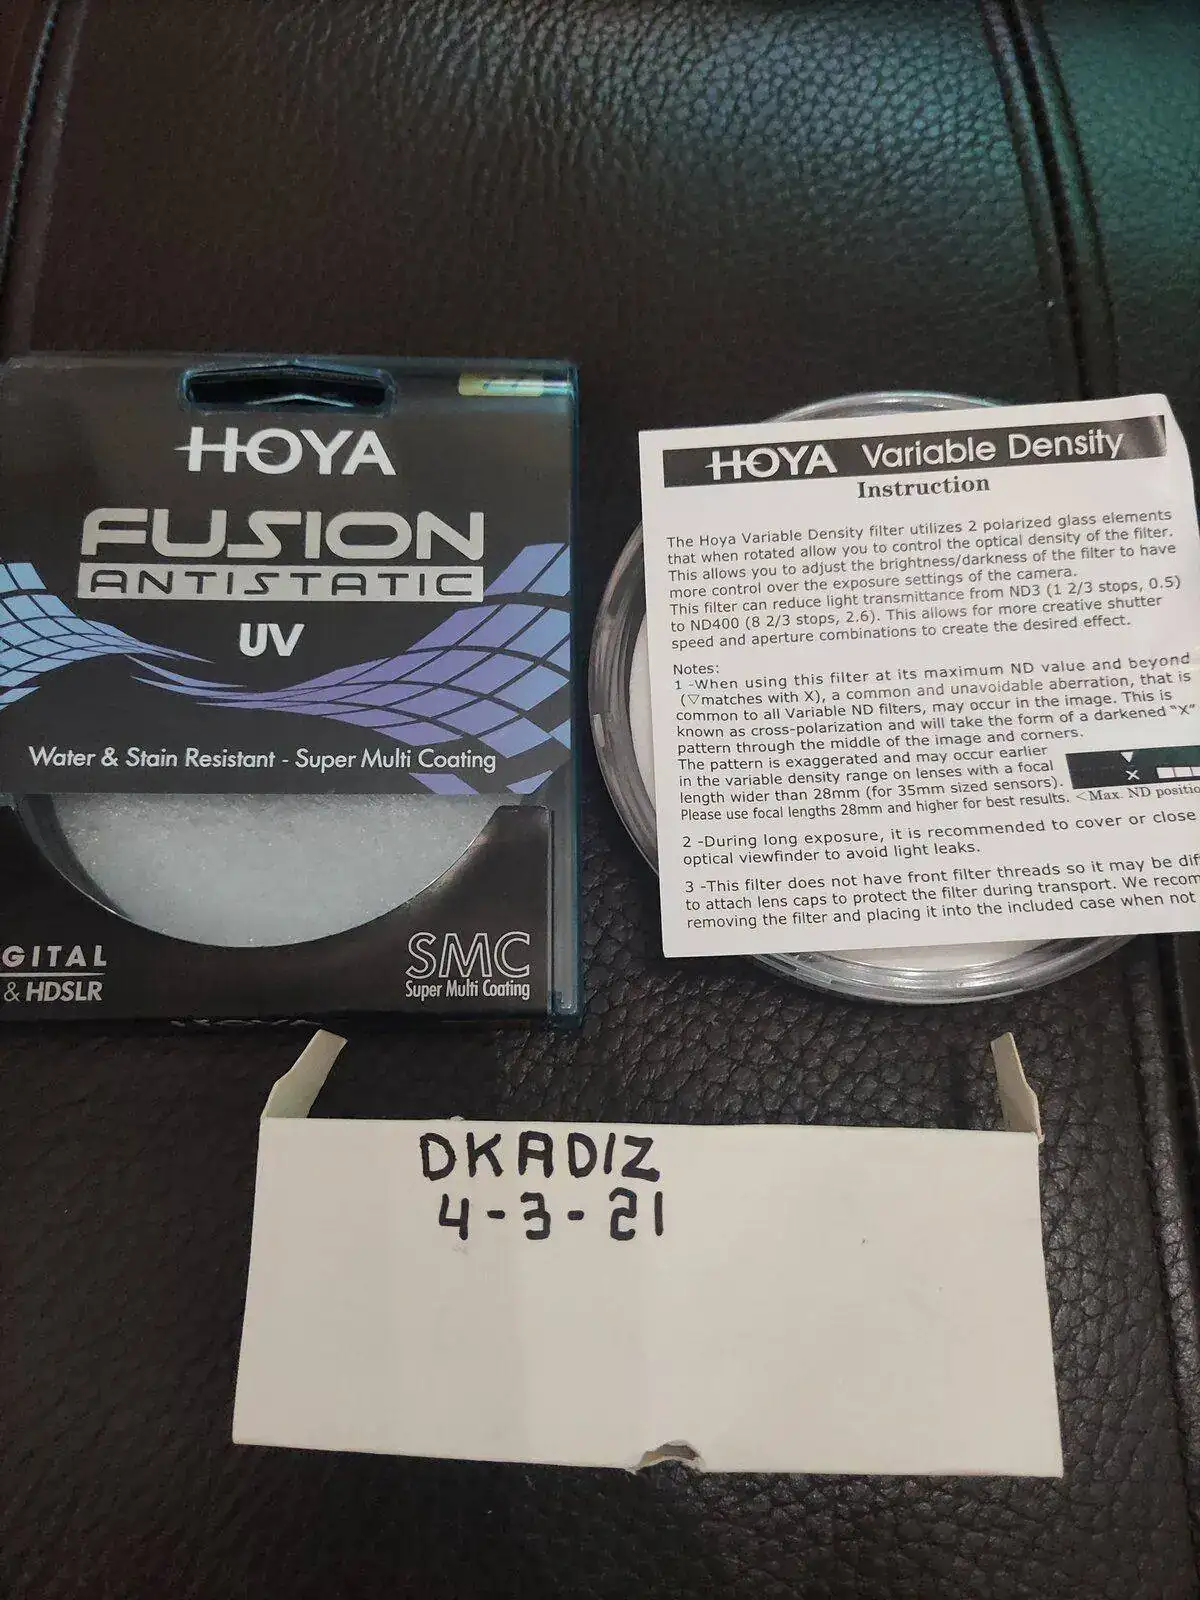 HOYA
FUSION
ANTISTATIC
UV
Water & Stain Resistant - Super Multi Coating
GITAL
& HDSLR
SMC
Super Multi Coating
HOYA Variable Density
Instruction
The Hoya Variable Density filter utilizes 2 polarized glass elements
that when rotated allow you to control the optical density of the filter.
This allows you to adjust the brightness/darkness of the filter to have
more control over the exposure settings of the camera.
This filter can reduce light transmittance from ND3 (1 2/3 stops, 0.5)
to ND400 (8 2/3 stops, 2.6). This allows for more creative shutter
speed and aperture combinations to create the desired effect.
Notes:
1 -When using this filter at its maximum ND value and beyond
(▽matches with X), a common and unavoidable aberration, that is
common to all Variable ND filters, may occur in the image. This is
known as cross-polarization and will take the form of a darkened "X"
pattern through the middle of the image and corners.
The pattern is exaggerated and may occur earlier
in the variable density range on lenses with a focal
length wider than 28mm (for 35mm sized sensors).
Please use focal lengths 28mm and higher for best results.
X
<Max. ND positio
2 -During long exposure, it is recommended to cover or close
optical viewfinder to avoid light leaks.
3 -This filter does not have front filter threads so it may be dif
to attach lens caps to protect the filter during transport. We recom
removing the filter and placing it into the included case when not
DKADIZ
4-3-21